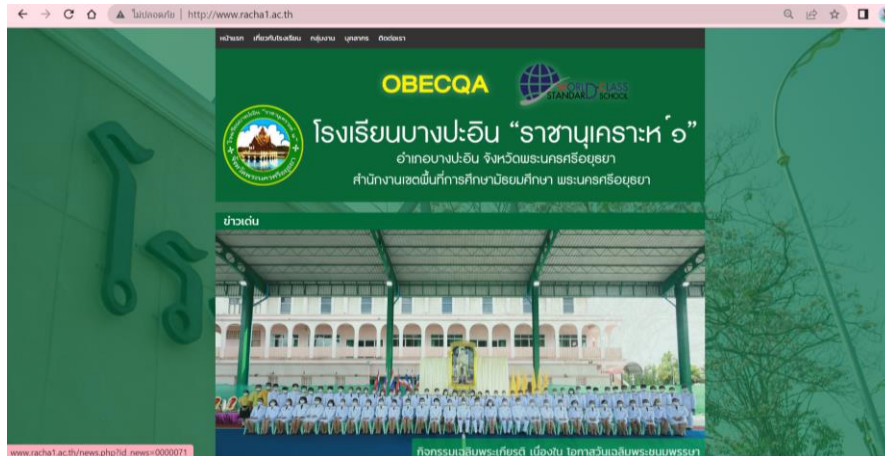 ไม่ปลอดภัย | http://www.racha1.ac.th
หน้าแรก เกี่ยวกับโรงเรียน กลุ่มงาน บุคลากร ติดต่อเรา
OBECQA
WORLD CLASS
STANDARD SCHOOL
โรงเรียนบางปะอิน “ราชานุเคราะห์ ๑”
อำเภอบางปะอิน จังหวัดพระนครศรีอยุธยา
สำนักงานเขตพื้นที่การศึกษามัธยมศึกษา พระนครศรีอยุธยา
ข่าวเด่น
กิจกรรมเฉลิมพระเกียรติ เนื่องใน โอกาสวันเฉลิมพระชนมพรรษา
www.racha1.ac.th/news.php?id_news=0000071